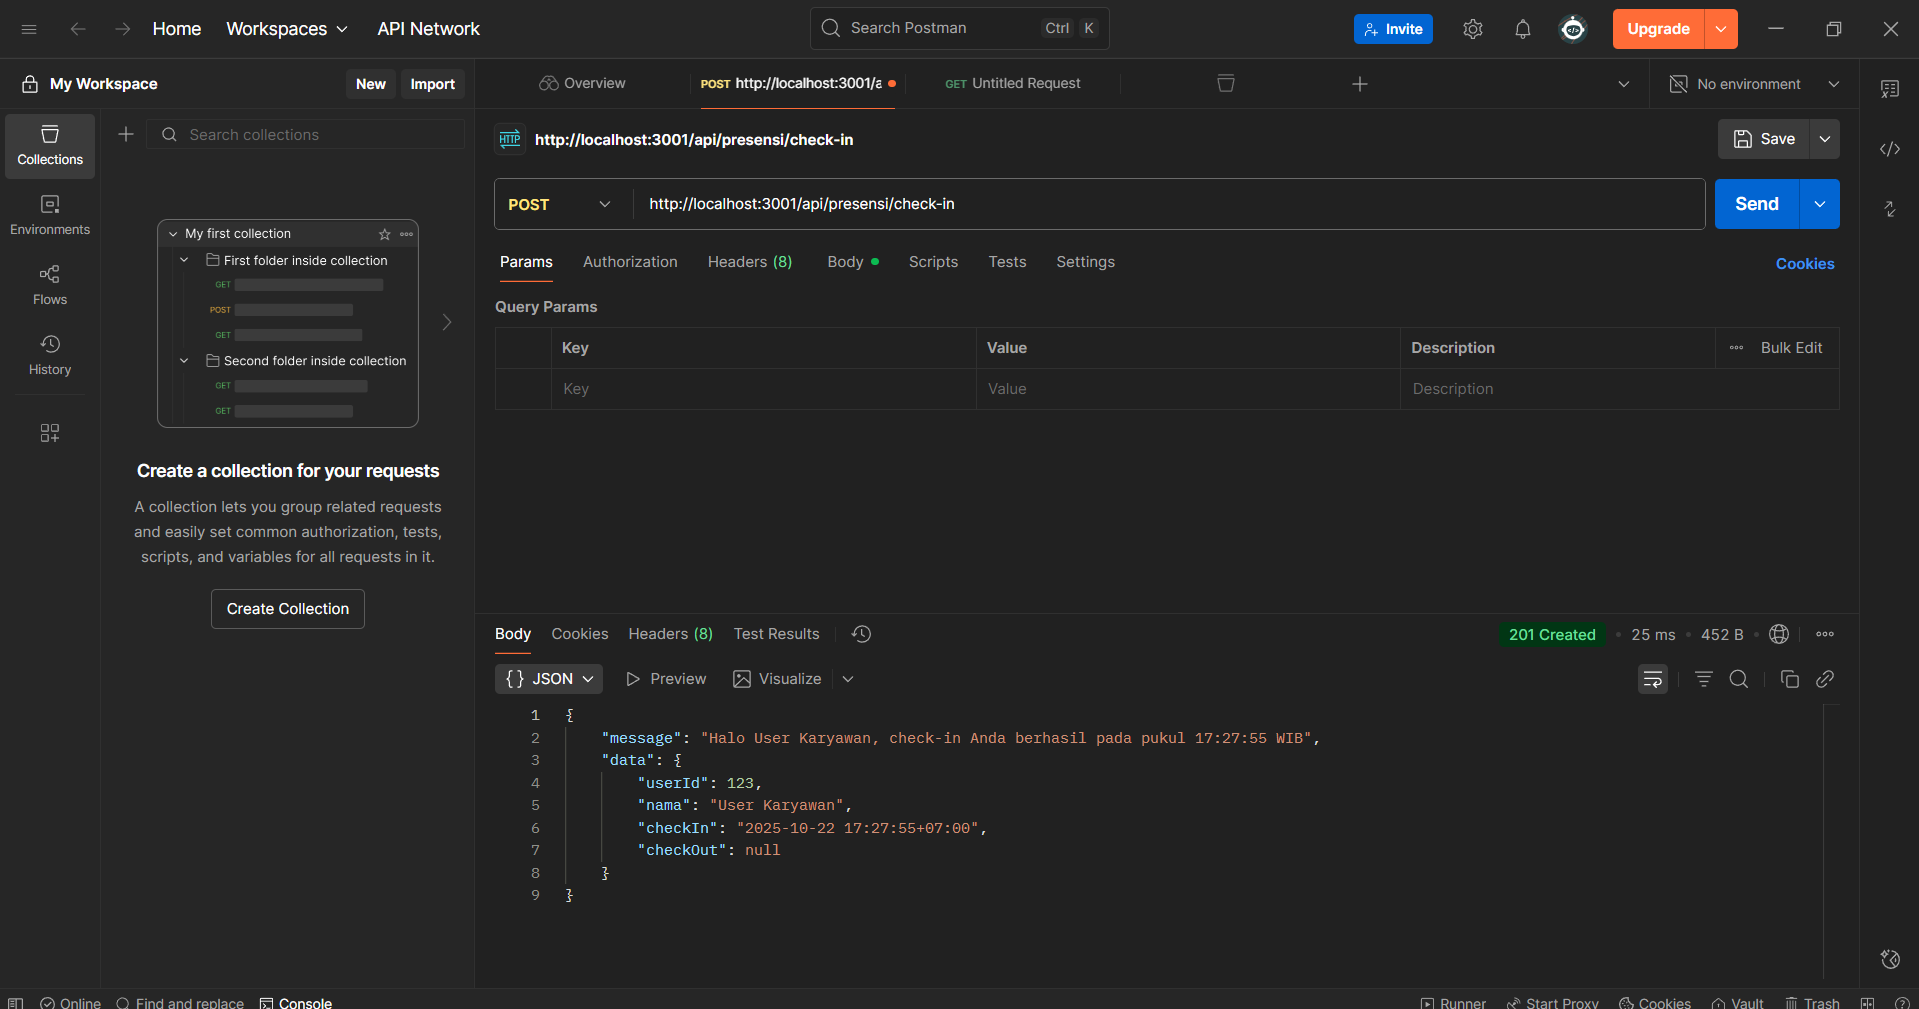 Home Workspaces API Network Search Postman Ctrl K Invite Upgrade
My Workspace New Import
Overview POST http://localhost:3001/a GET Untitled Request No environment
Search collections
Collections
Environments
Flows
History
My first collection
First folder inside collection
GET
POST
GET
Second folder inside collection
GET
GET
Create a collection for your requests
A collection lets you group related requests
and easily set common authorization, tests,
scripts, and variables for all requests in it.
Create Collection
HTTP http://localhost:3001/api/presensi/check-in Save
POST http://localhost:3001/api/presensi/check-in Send
Params Authorization Headers (8) Body Scripts Tests Settings Cookies
Query Params
Key Value Description Bulk Edit
Key Value Description
Body Cookies Headers (8) Test Results 201 Created 25 ms 452 B
{} JSON Preview Visualize
1 {
2 "message": "Halo User Karyawan, check-in Anda berhasil pada pukul 17:27:55 WIB",
3 "data": {
4 "userId": 123,
5 "nama": "User Karyawan",
6 "checkIn": "2025-10-22 17:27:55+07:00",
7 "checkOut": null
8 }
9 }
Online Find and replace Console Runner Start Proxy Cookies Vault Trash